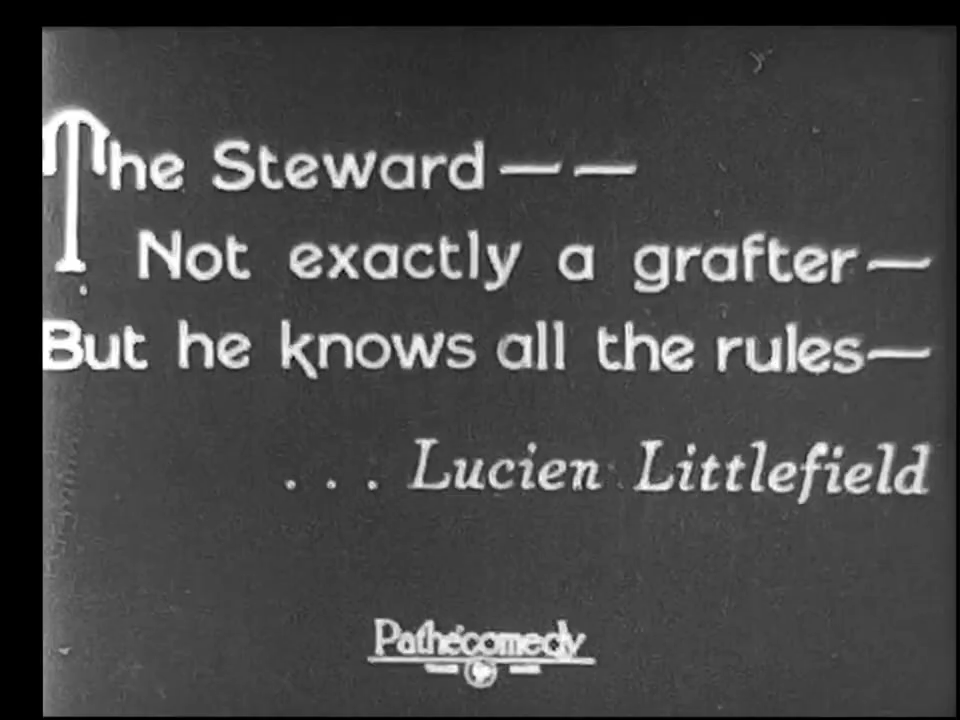 The Steward — —
Not exactly a grafter —
But he knows all the rules —
. . . Lucien Littlefield
Pathécomedy